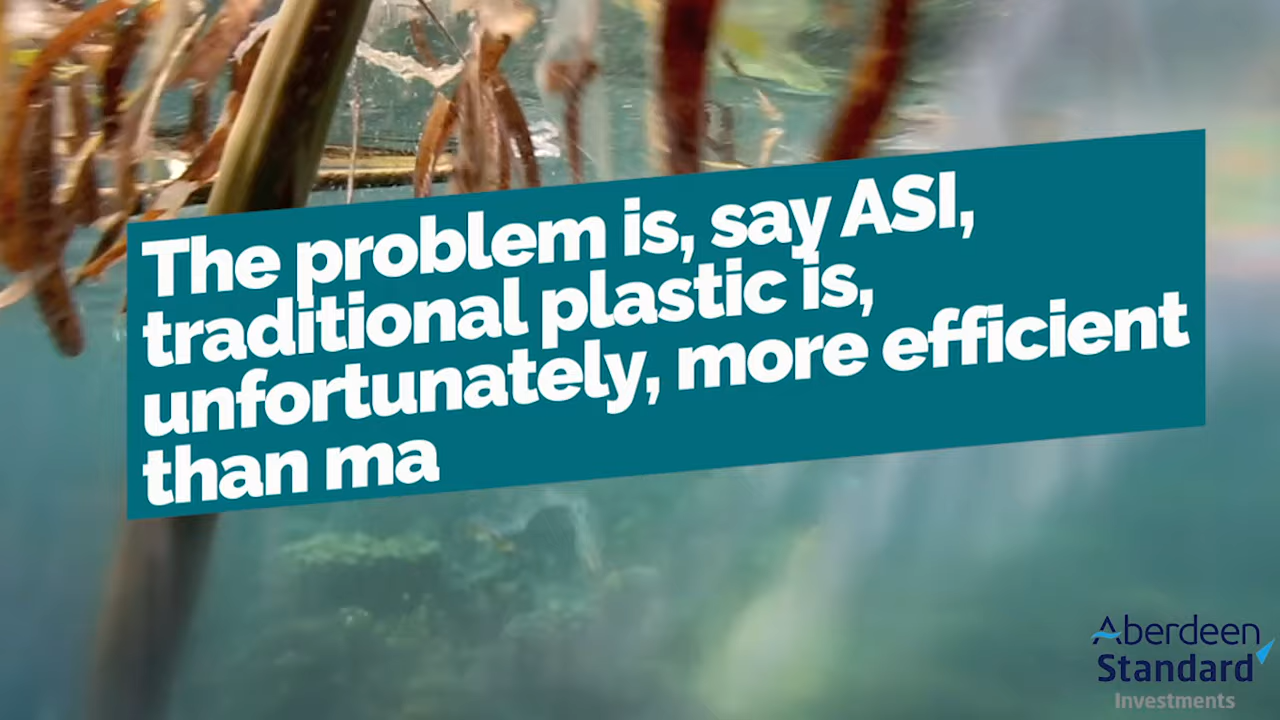 The problem is, say ASI,
traditional plastic is,
unfortunately, more efficient
than ma
Aberdeen
Standard
Investments